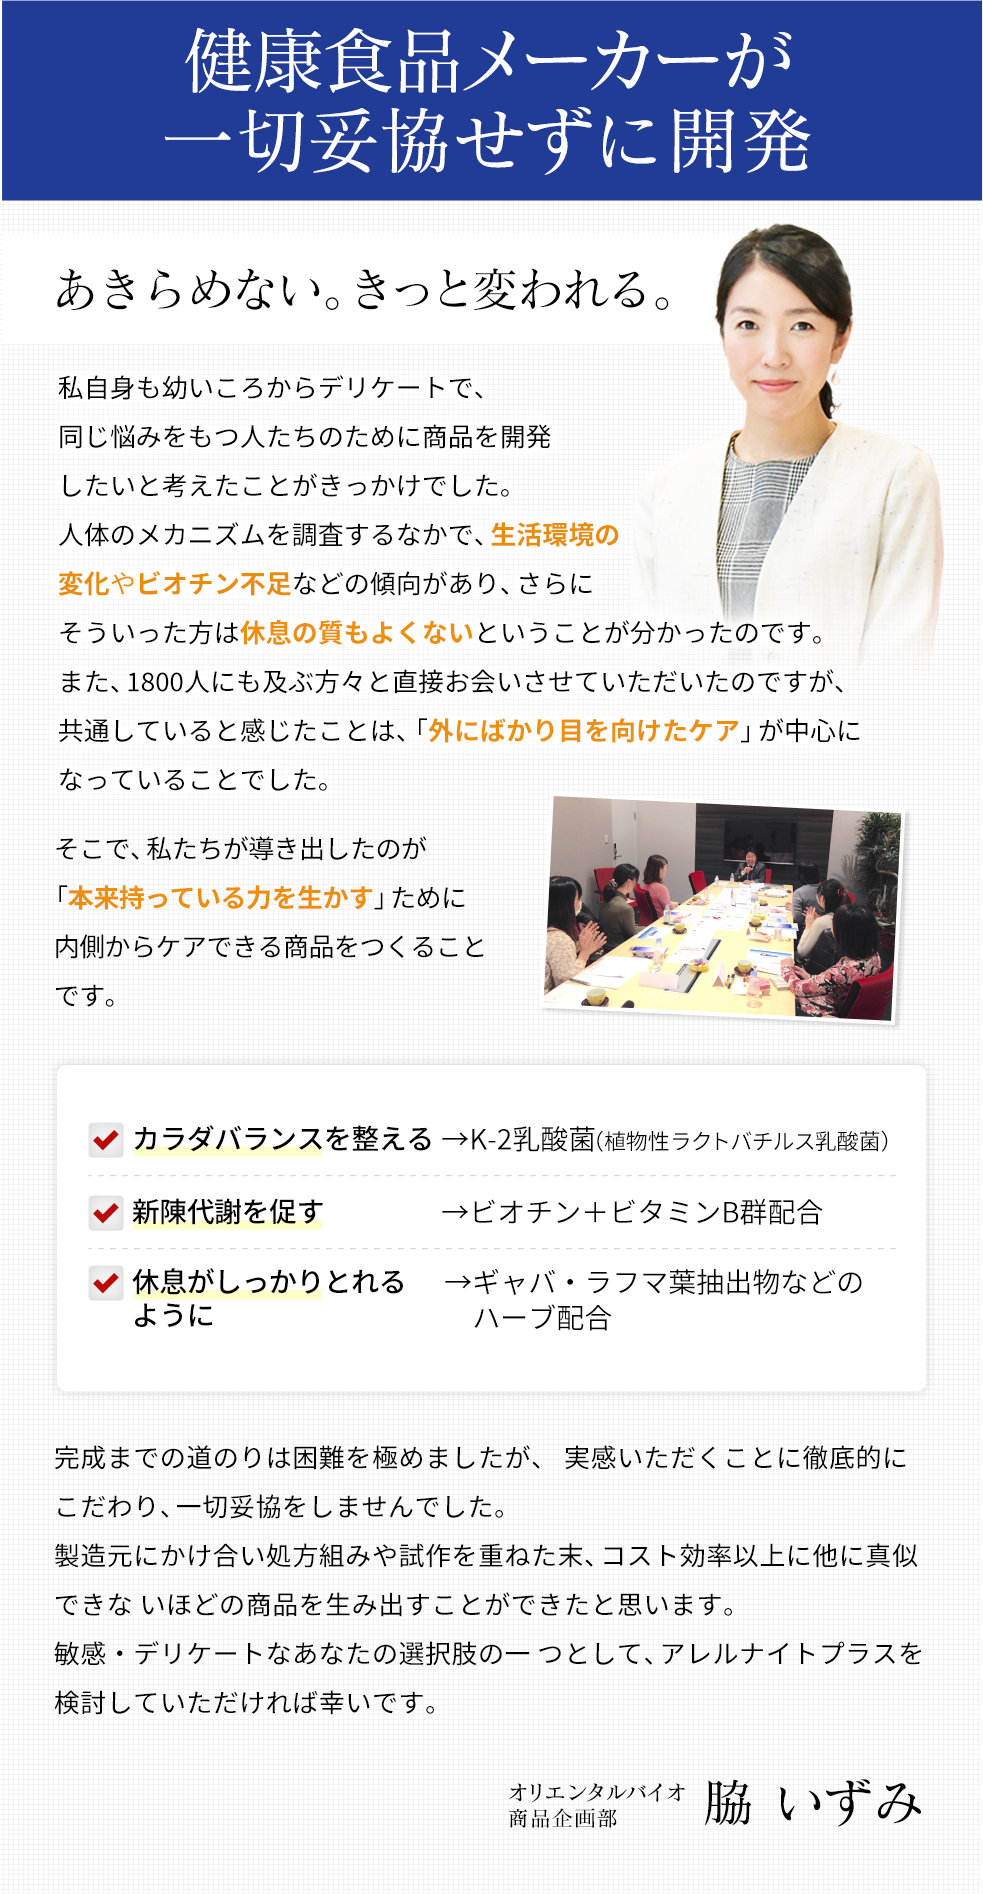 健康食品メーカーが
一切妥協せずに開発
あきらめない。きっと変われる。
私自身も幼いころからデリケートで、
同じ悩みをもつ人たちのために商品を開発
したいと考えたことがきっかけでした。
人体のメカニズムを調査するなかで、生活環境の
変化やビオチン不足などの傾向があり、さらに
そういった方は休息の質もよくないということが分かったのです。
また、1800人にも及ぶ方々と直接お会いさせていただいたのですが、
共通していると感じたことは、「外にばかり目を向けたケア」が中心に
なっていることでした。
そこで、私たちが導き出したのが
「本来持っている力を生かす」ために
内側からケアできる商品をつくること
です。
カラダバランスを整える →K-2乳酸菌（植物性ラクトバチルス乳酸菌）
新陳代謝を促す →ビオチン＋ビタミンB群配合
休息がしっかりとれる →ギャバ・ラフマ葉抽出物などの
ように ハーブ配合
完成までの道のりは困難を極めましたが、 実感いただくことに徹底的に
こだわり、一切妥協をしませんでした。
製造元にかけ合い処方組みや試作を重ねた末、コスト効率以上に他に真似
できな いほどの商品を生み出すことができたと思います。
敏感・デリケートなあなたの選択肢の一 つとして、アレルナイトプラスを
検討していただければ幸いです。
オリエンタルバイオ
商品企画部 脇 いずみ